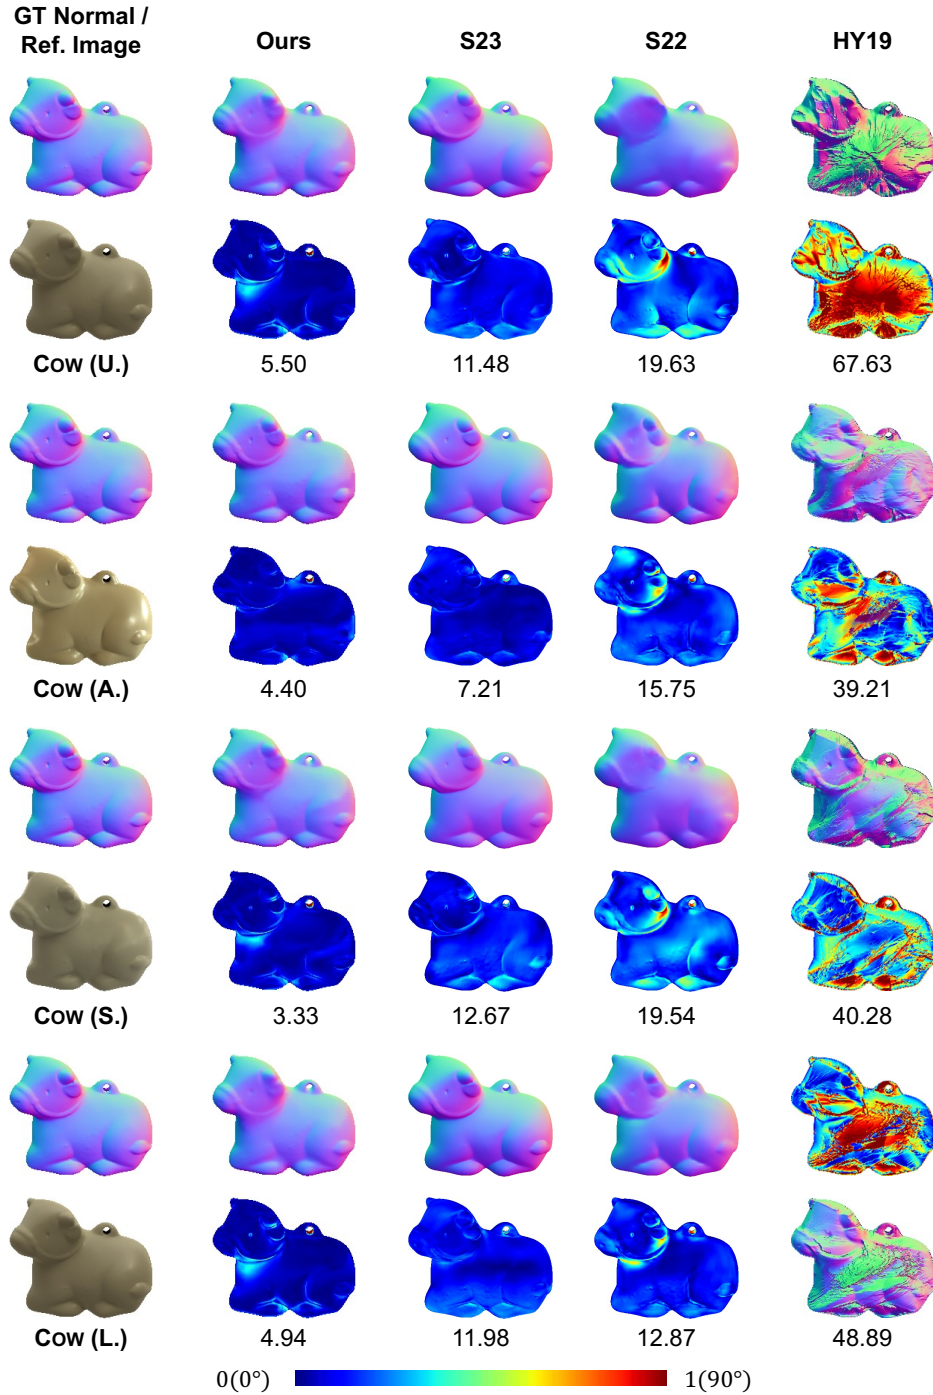 GT Normal /
Ref. Image
Ours
S23
S22
HY19
COW (U.)
5.50
11.48
19.63
67.63
COW (A.)
4.40
7.21
15.75
39.21
COW (S.)
3.33
12.67
19.54
40.28
COW (L.)
4.94
11.98
12.87
48.89
0(0°)
1(90°)